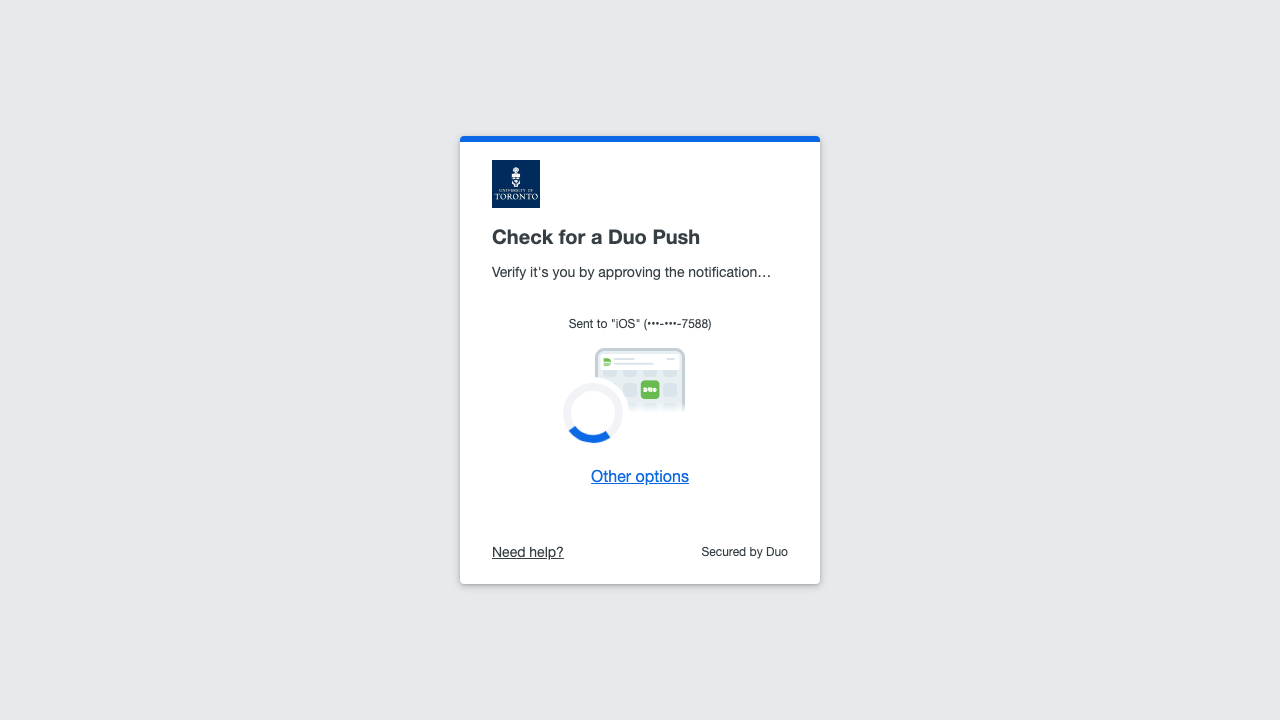 UNIVERSITY OF
TORONTO
Check for a Duo Push
Verify it's you by approving the notification...
Sent to "iOS" (•••-•••-7588)
Other options
Need help?
Secured by Duo